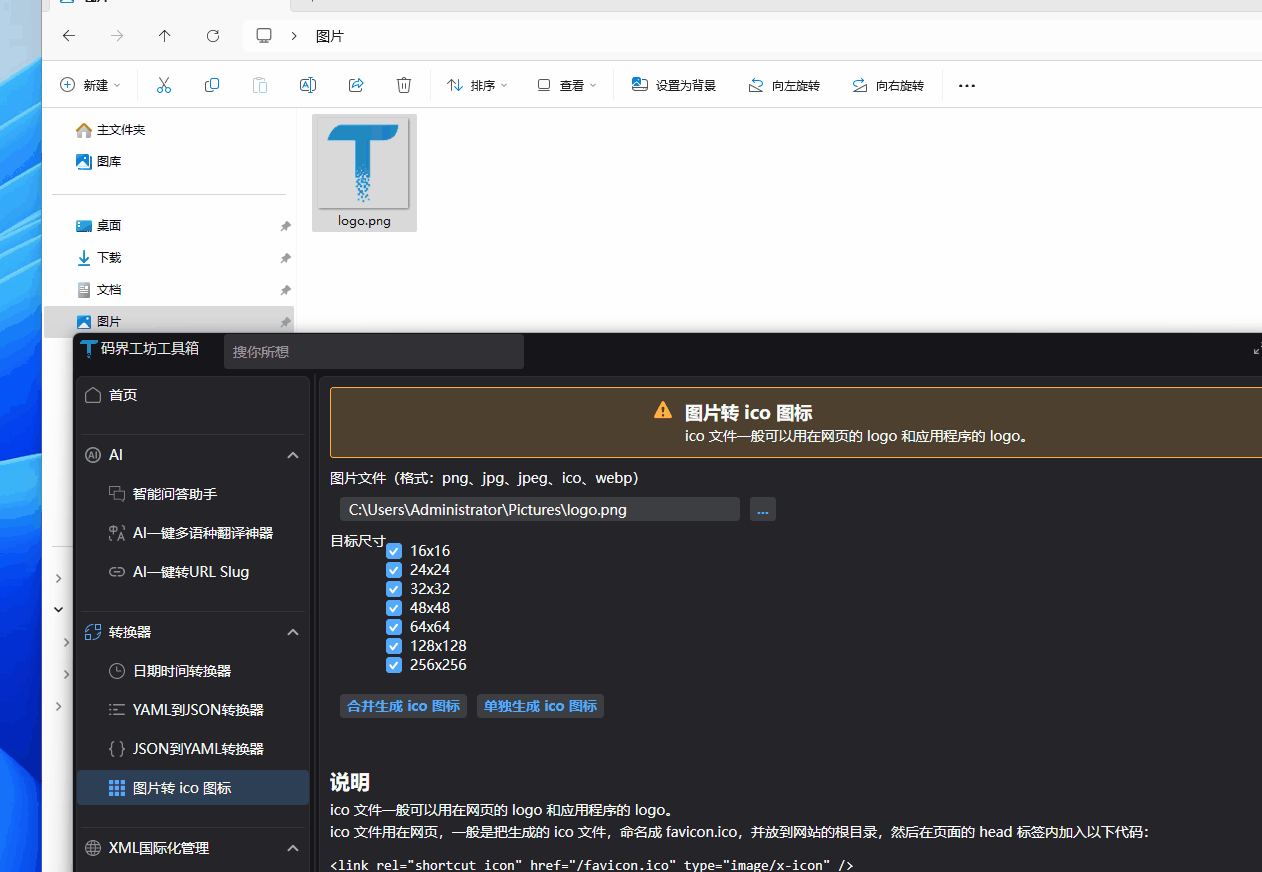 图片
新建
排序
查看
设置为背景
向左旋转
向右旋转
主文件夹
图库
桌面
下载
文档
图片
logo.png
码界工坊工具箱
搜你所想
首页
AI
智能问答助手
AI一键多语种翻译神器
AI一键转URL Slug
转换器
日期时间转换器
YAML到JSON转换器
JSON到YAML转换器
图片转 ico 图标
XML国际化管理
图片转 ico 图标
ico 文件一般可以用在网页的 logo 和应用程序的 logo。
图片文件（格式：png、jpg、jpeg、ico、webp）
C:\Users\Administrator\Pictures\logo.png
...
目标尺寸
16x16
24x24
32x32
48x48
64x64
128x128
256x256
合并生成 ico 图标 单独生成 ico 图标
说明
ico 文件一般可以用在网页的 logo 和应用程序的 logo。
ico 文件用在网页，一般是把生成的 ico 文件，命名成 favicon.ico，并放到网站的根目录，然后在页面的 head 标签内加入以下代码：
<link rel="shortcut icon" href="/favicon.ico" type="image/x-icon" />